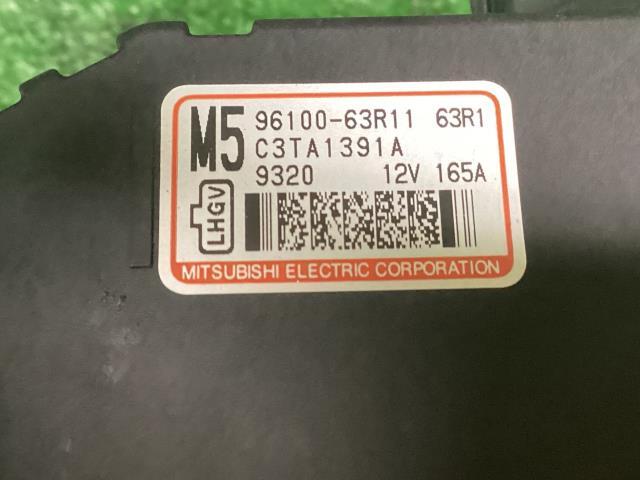 M5 96100-63R11 63R1
C3TA1391A
9320 12V 165A
LHGV
MITSUBISHI ELECTRIC CORPORATION